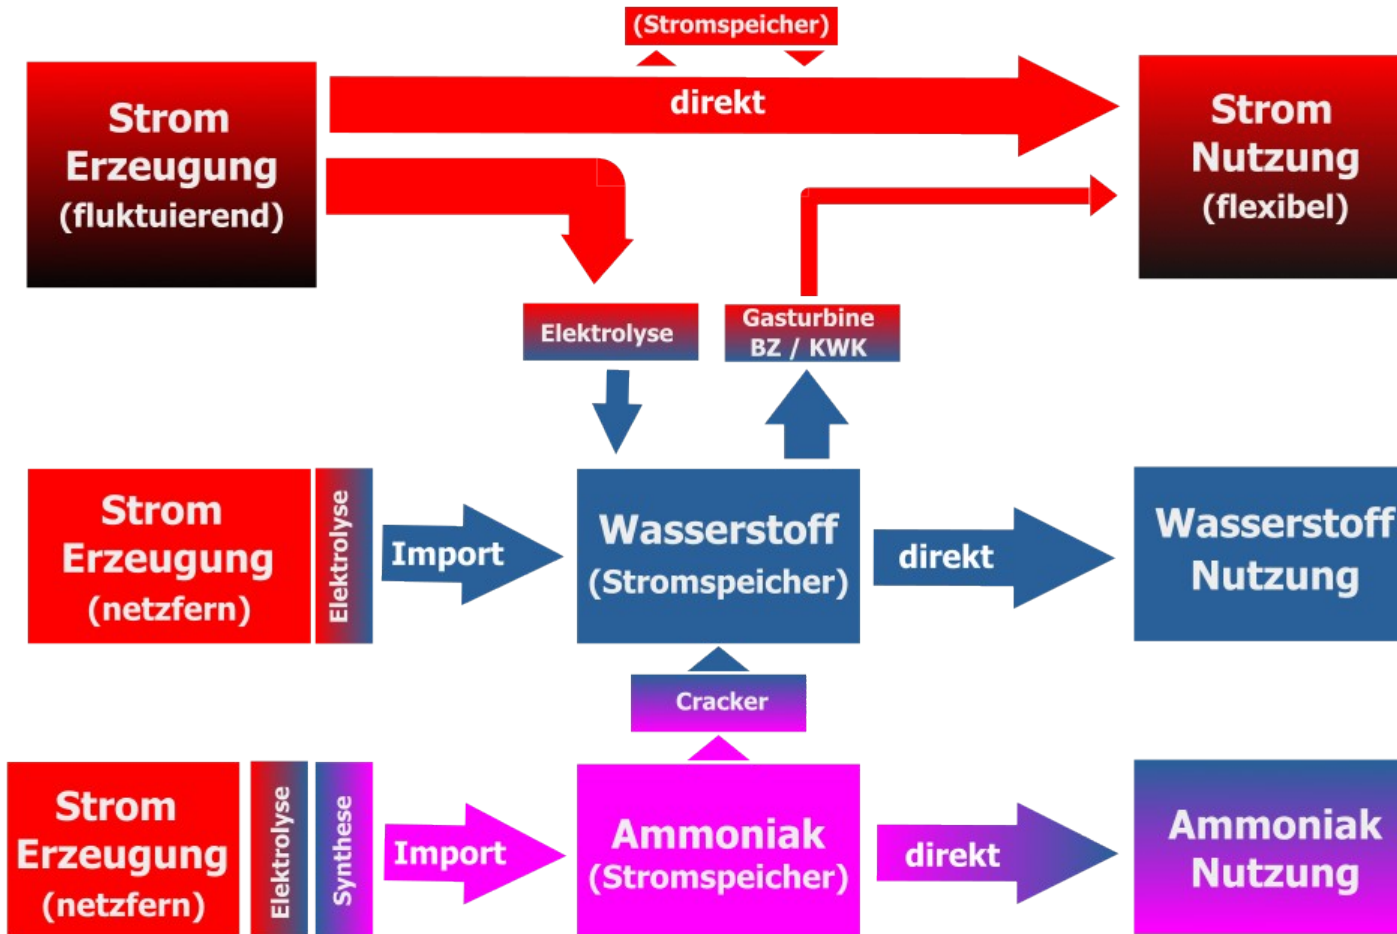 (Stromspeicher)
direkt
Strom
Erzeugung
(fluktuierend)
Strom
Nutzung
(flexibel)
Elektrolyse
Gasturbine
BZ / KWK
Strom
Erzeugung
(netzfern)
Elektrolyse
Import
Wasserstoff
(Stromspeicher)
direkt
Wasserstoff
Nutzung
Cracker
Strom
Erzeugung
(netzfern)
Elektrolyse
Synthese
Import
Ammoniak
(Stromspeicher)
direkt
Ammoniak
Nutzung